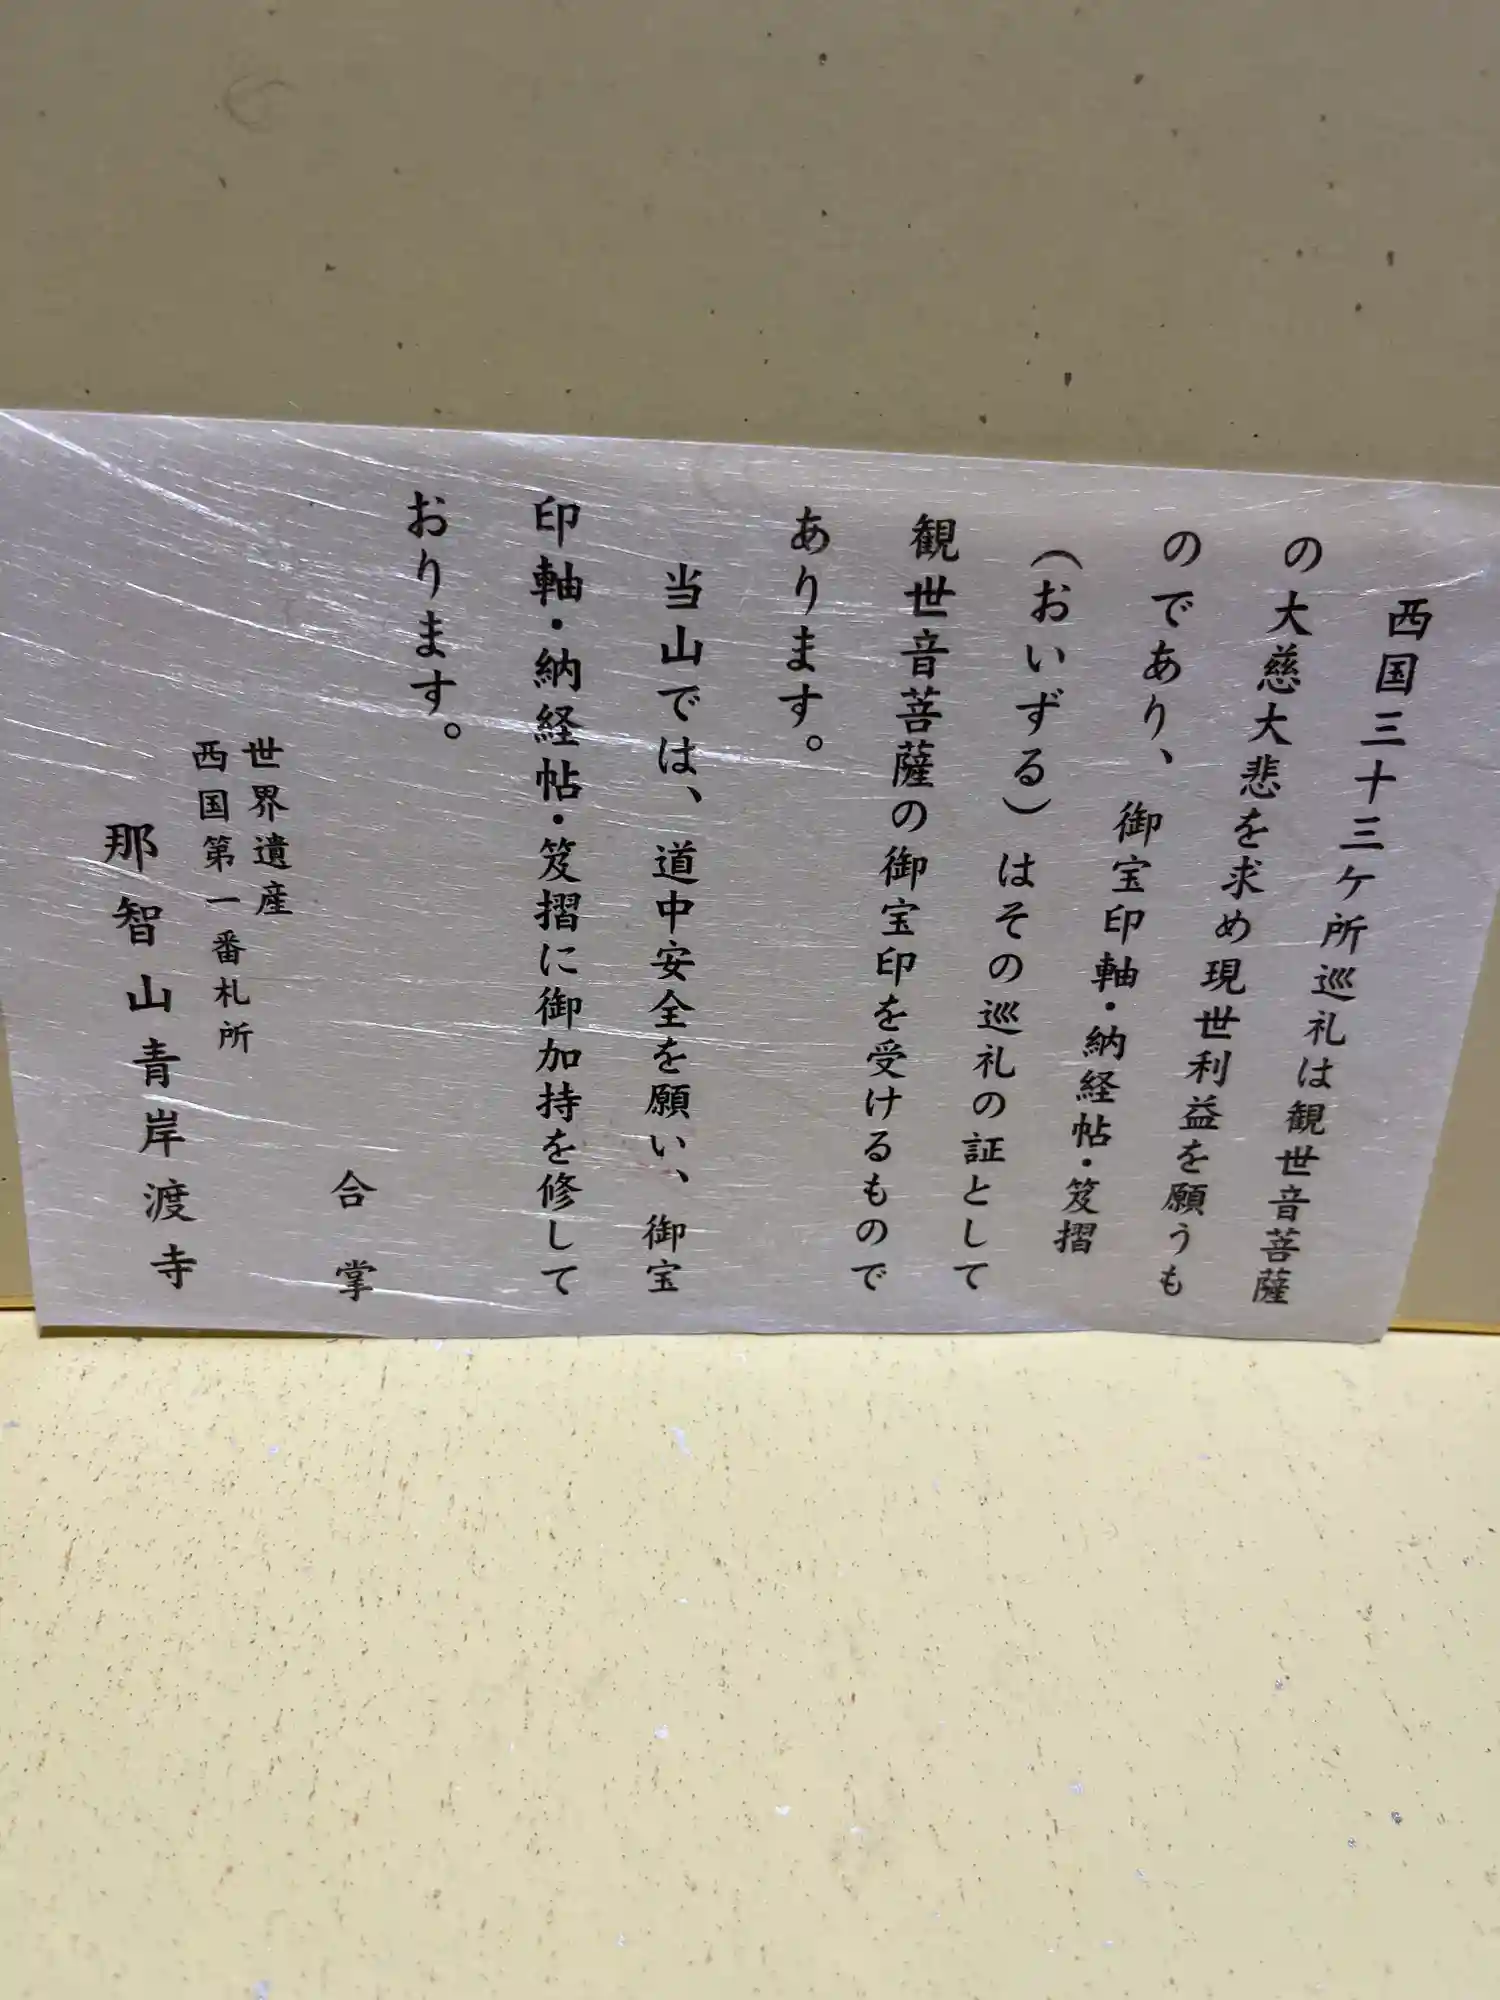 西国三十三ケ所巡礼は観世音菩薩
の大慈大悲を求め現世利益を願うも
のであり、御宝印軸・納経帖・笈摺
（おいずる）はその巡礼の証として
観世音菩薩の御宝印を受けるもので
あります。
当山では、道中安全を願い、御宝
印軸・納経帖・笈摺に御加持を修して
おります。
合掌
世界遺産
西国第一番札所
那智山青岸渡寺